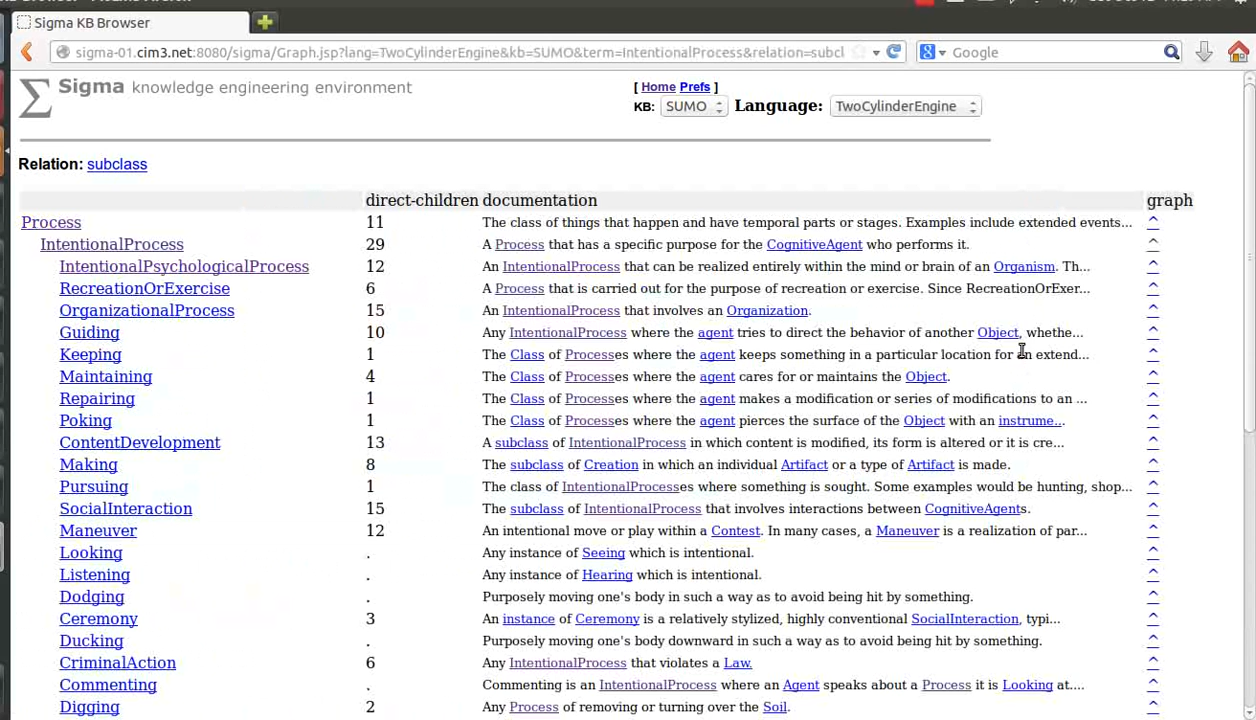 Sigma KB Browser
sigma-01.cim3.net:8080/sigma/Graph.jsp?lang=TwoCylinderEngine&kb=SUMO&term=IntentionalProcess&relation=subcl
Google
Sigma knowledge engineering environment
[ Home Prefs ]
KB: SUMO Language: TwoCylinderEngine
Relation: subclass
direct-children documentation graph
Process 11 The class of things that happen and have temporal parts or stages. Examples include extended events... ^
IntentionalProcess 29 A Process that has a specific purpose for the CognitiveAgent who performs it. ^
IntentionalPsychologicalProcess 12 An IntentionalProcess that can be realized entirely within the mind or brain of an Organism. Th... ^
RecreationOrExercise 6 A Process that is carried out for the purpose of recreation or exercise. Since RecreationOrExer... ^
OrganizationalProcess 15 An IntentionalProcess that involves an Organization. ^
Guiding 10 Any IntentionalProcess where the agent tries to direct the behavior of another Object, whethe... ^
Keeping 1 The Class of Processes where the agent keeps something in a particular location for an extend... ^
Maintaining 4 The Class of Processes where the agent cares for or maintains the Object. ^
Repairing 1 The Class of Processes where the agent makes a modification or series of modifications to an ... ^
Poking 1 The Class of Processes where the agent pierces the surface of the Object with an instrume... ^
ContentDevelopment 13 A subclass of IntentionalProcess in which content is modified, its form is altered or it is cre... ^
Making 8 The subclass of Creation in which an individual Artifact or a type of Artifact is made. ^
Pursuing 1 The class of IntentionalProcesses where something is sought. Some examples would be hunting, shop... ^
SocialInteraction 15 The subclass of IntentionalProcess that involves interactions between CognitiveAgents. ^
Maneuver 12 An intentional move or play within a Contest. In many cases, a Maneuver is a realization of par... ^
Looking . Any instance of Seeing which is intentional. ^
Listening . Any instance of Hearing which is intentional. ^
Dodging . Purposely moving one's body in such a way as to avoid being hit by something. ^
Ceremony 3 An instance of Ceremony is a relatively stylized, highly conventional SocialInteraction, typi... ^
Ducking . Purposely moving one's body downward in such a way as to avoid being hit by something. ^
CriminalAction 6 Any IntentionalProcess that violates a Law. ^
Commenting . Commenting is an IntentionalProcess where an Agent speaks about a Process it is Looking at.... ^
Digging 2 Any Process of removing or turning over the Soil. ^